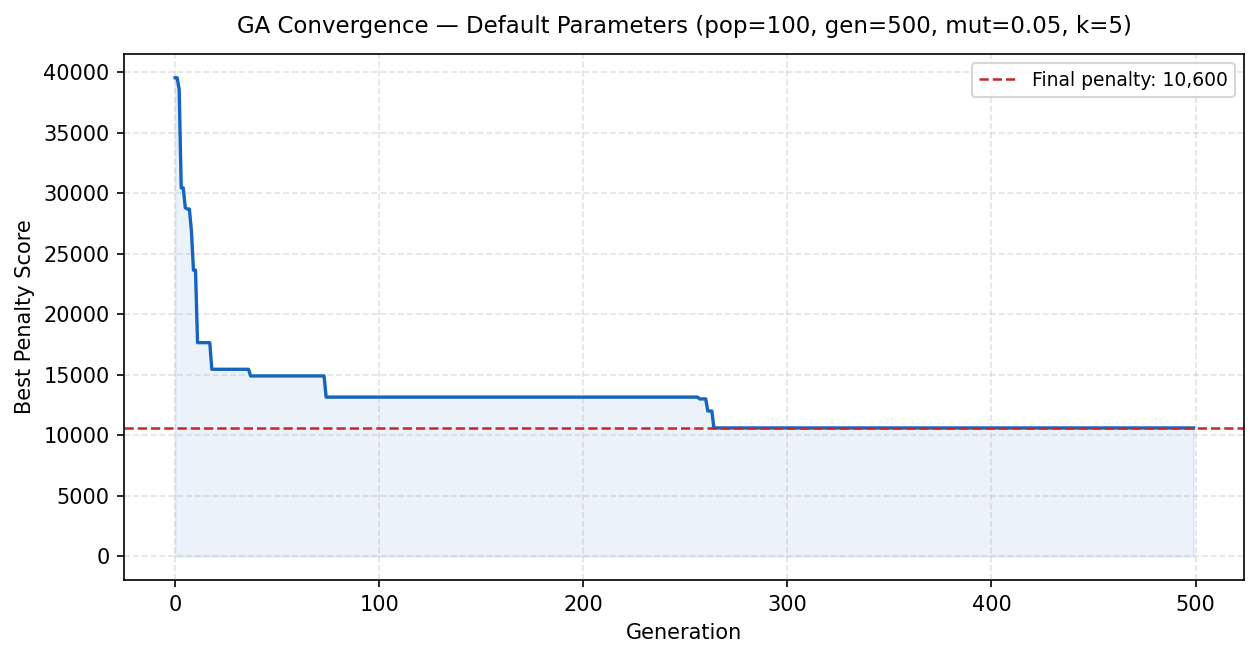 GA Convergence — Default Parameters (pop=100, gen=500, mut=0.05, k=5)
Final penalty: 10,600
Best Penalty Score
40000
35000
30000
25000
20000
15000
10000
5000
0
0 100 200 300 400 500
Generation